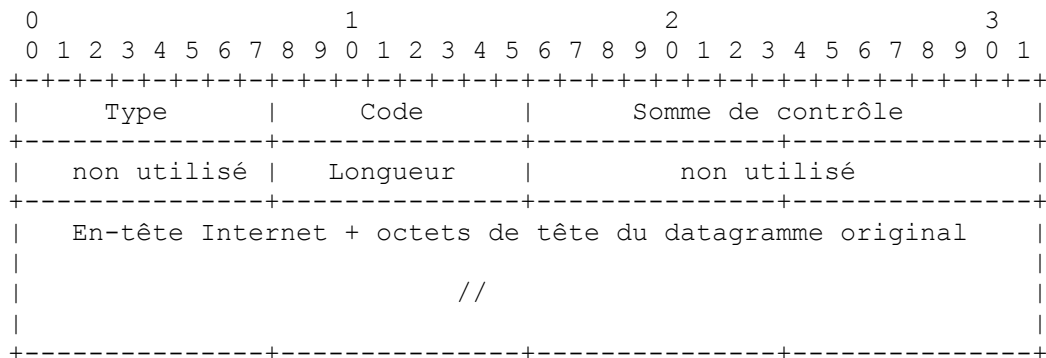 0                   1                   2                   3
0 1 2 3 4 5 6 7 8 9 0 1 2 3 4 5 6 7 8 9 0 1 2 3 4 5 6 7 8 9 0 1
+-+-+-+-+-+-+-+-+-+-+-+-+-+-+-+-+-+-+-+-+-+-+-+-+-+-+-+-+-+-+-+-+
|     Type      |     Code      |      Somme de contrôle        |
+---------------+---------------+---------------+---------------+
|   non utilisé |   Longueur    |         non utilisé           |
+---------------+---------------+---------------+---------------+
|   En-tête Internet + octets de tête du datagramme original    |
|                                                               |
|                           //                                  |
|                                                               |
+---------------+---------------+---------------+---------------+